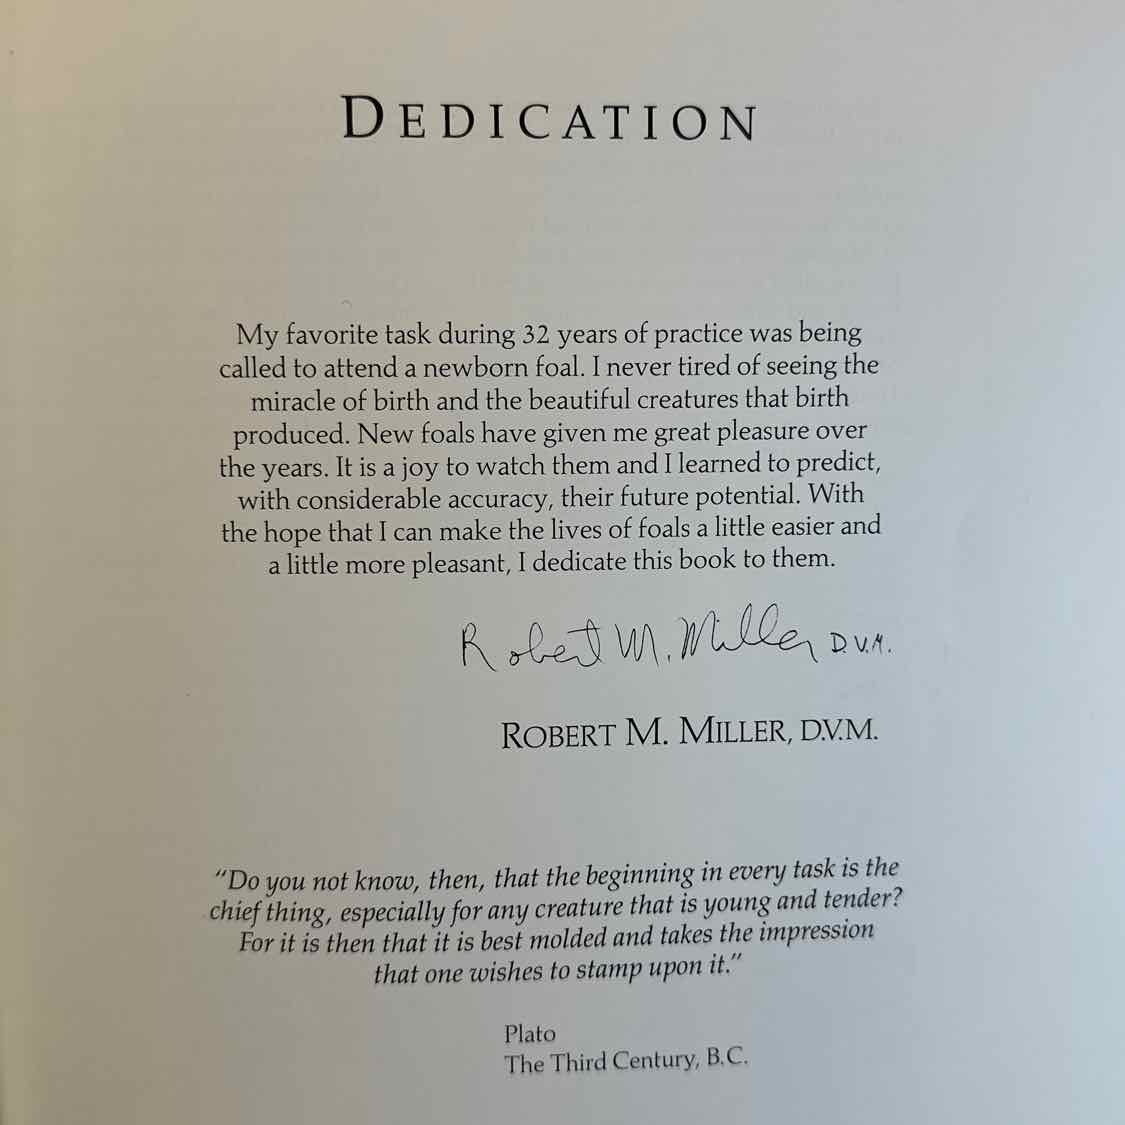 DEDICATION
My favorite task during 32 years of practice was being
called to attend a newborn foal. I never tired of seeing the
miracle of birth and the beautiful creatures that birth
produced. New foals have given me great pleasure over
the years. It is a joy to watch them and I learned to predict,
with considerable accuracy, their future potential. With
the hope that I can make the lives of foals a little easier and
a little more pleasant, I dedicate this book to them.
Robert M. Miller D.V.M.
ROBERT M. MILLER, D.V.M.
“Do you not know, then, that the beginning in every task is the
chief thing, especially for any creature that is young and tender?
For it is then that it is best molded and takes the impression
that one wishes to stamp upon it.”
Plato
The Third Century, B.C.